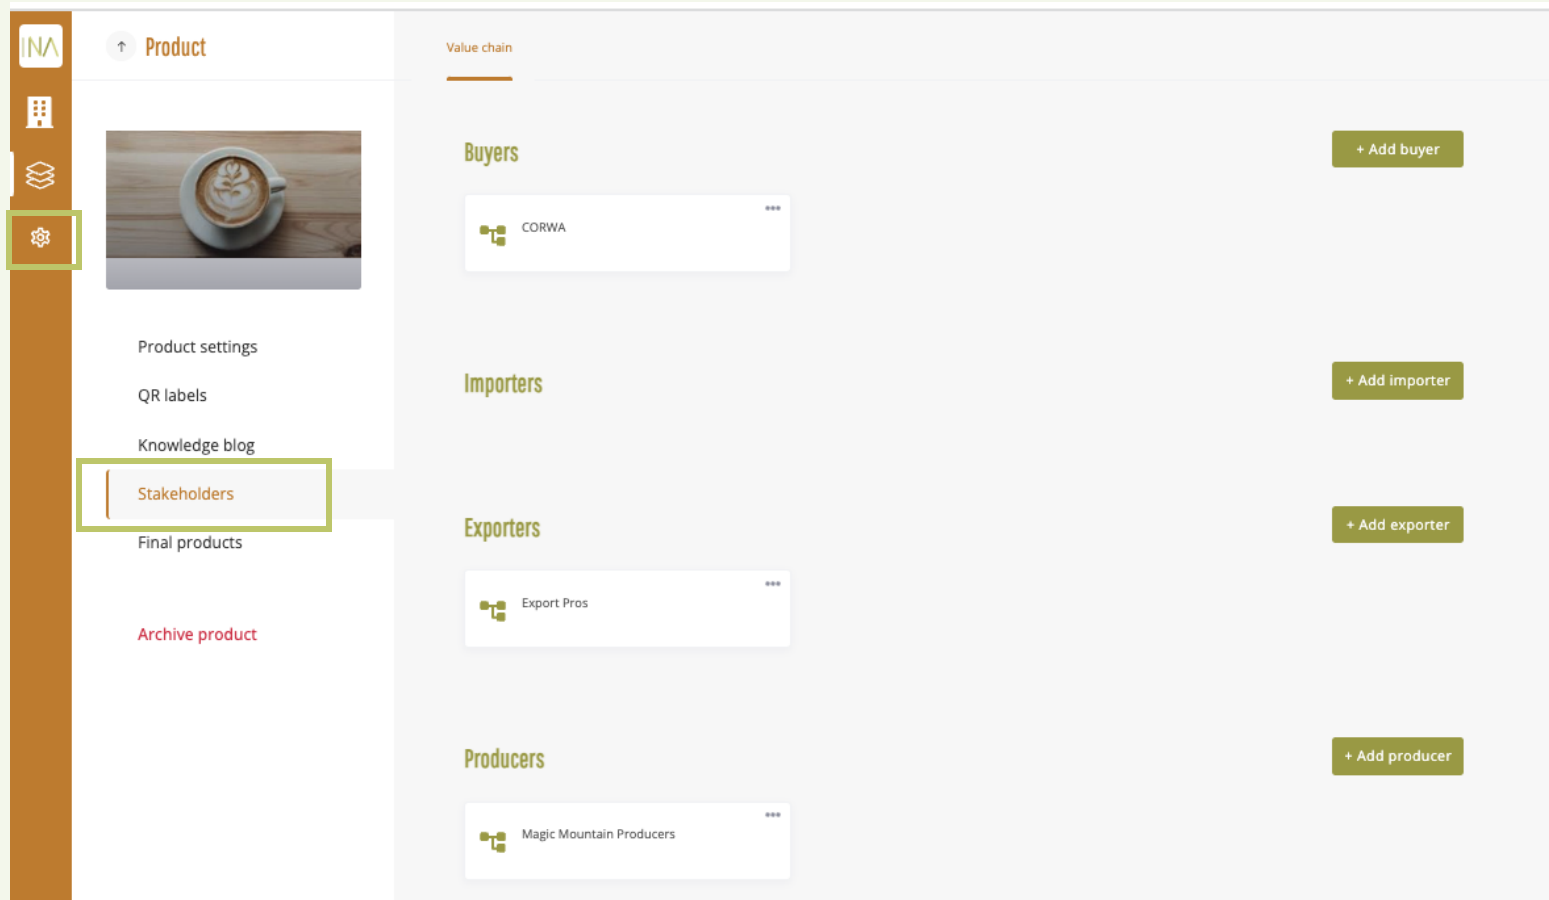 INA
Product
Value chain
Buyers
+ Add buyer
CORWA
Product settings
Importers
+ Add importer
QR labels
Knowledge blog
Stakeholders
Exporters
+ Add exporter
Final products
Export Pros
Archive product
Producers
+ Add producer
Magic Mountain Producers